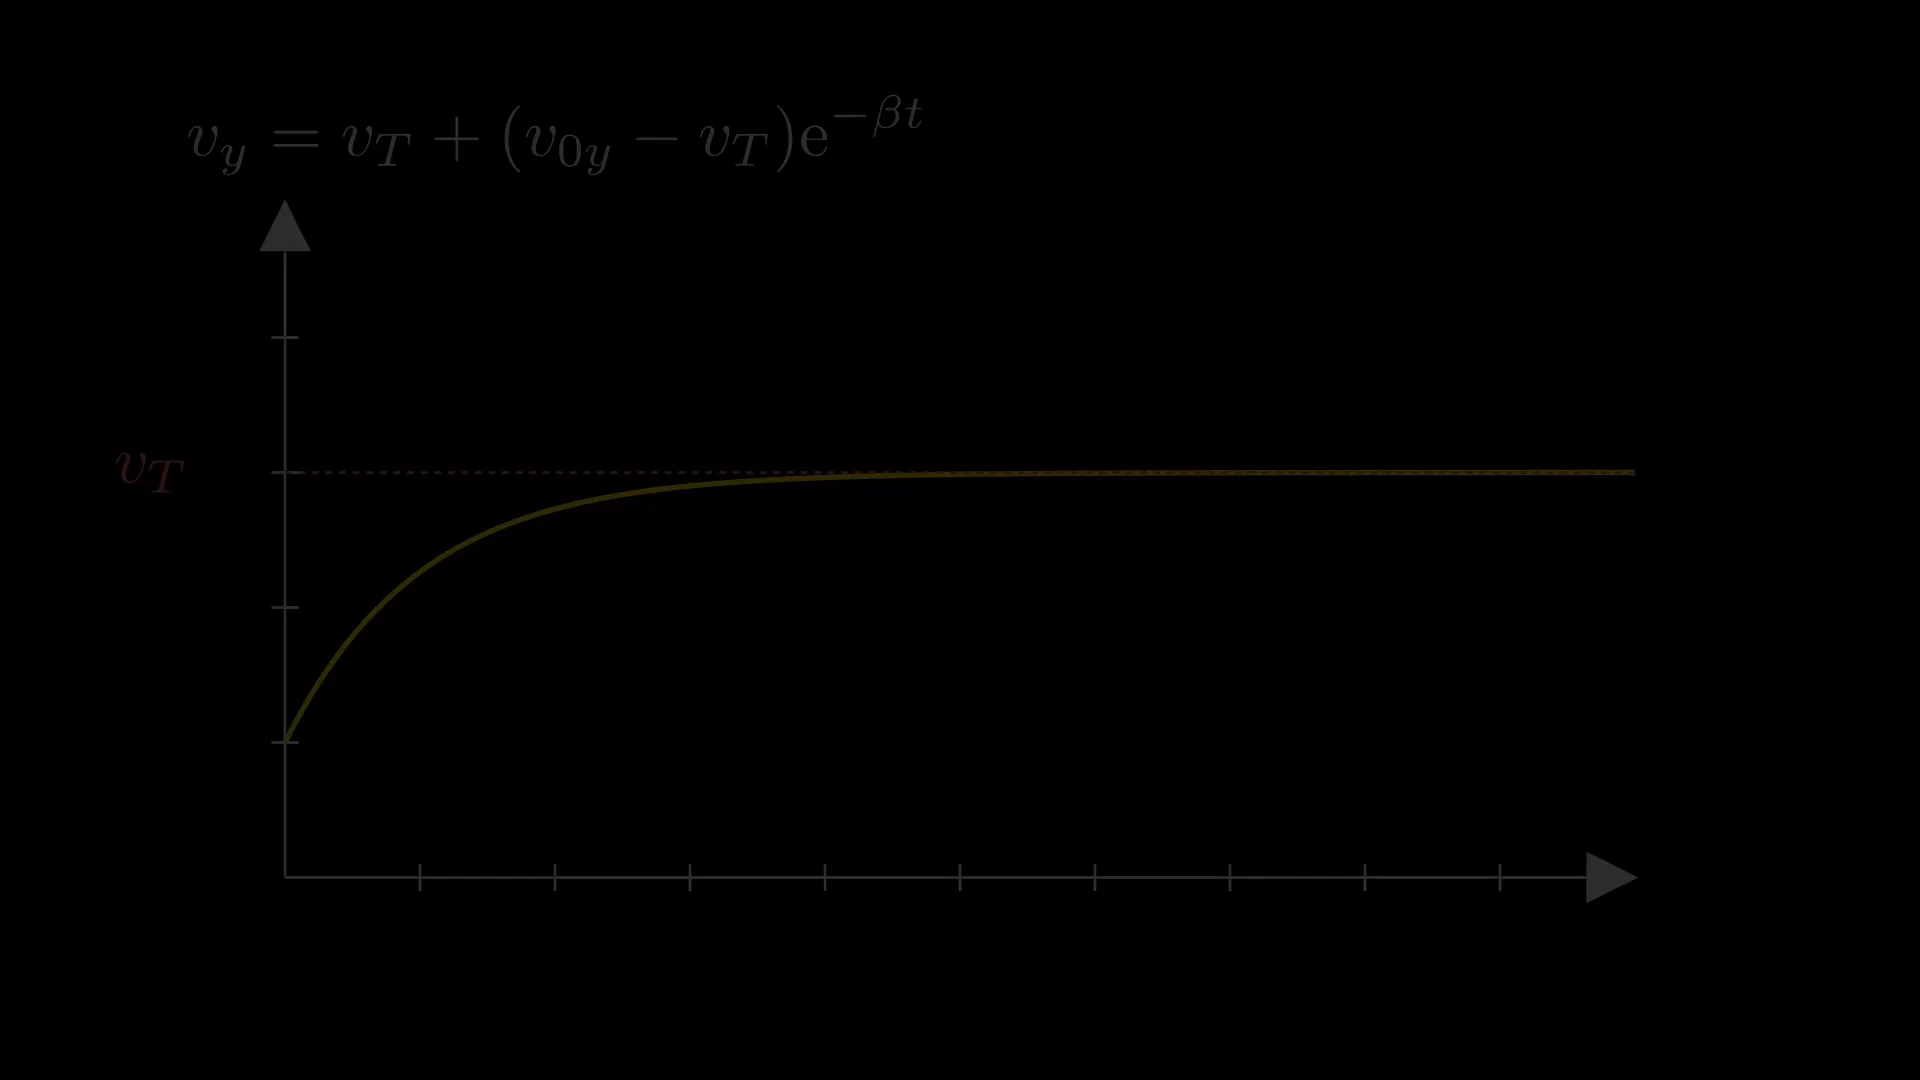 v_y = v_T + (v_{0y} − v_T)e^{−βt}
v_T